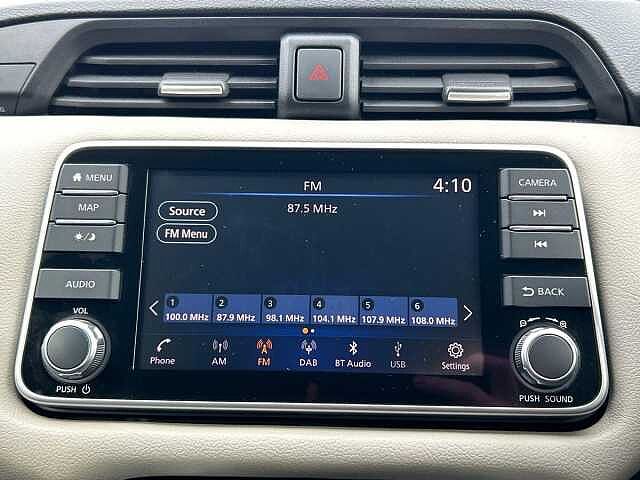 MENU
MAP
AUDIO
VOL
PUSH
FM
4:10
87.5 MHz
Source
FM Menu
1 2 3 4 5 6
100.0 MHz 87.9 MHz 98.1 MHz 104.1 MHz 107.9 MHz 108.0 MHz
Phone AM FM DAB BT Audio USB Settings
CAMERA
BACK
PUSH SOUND